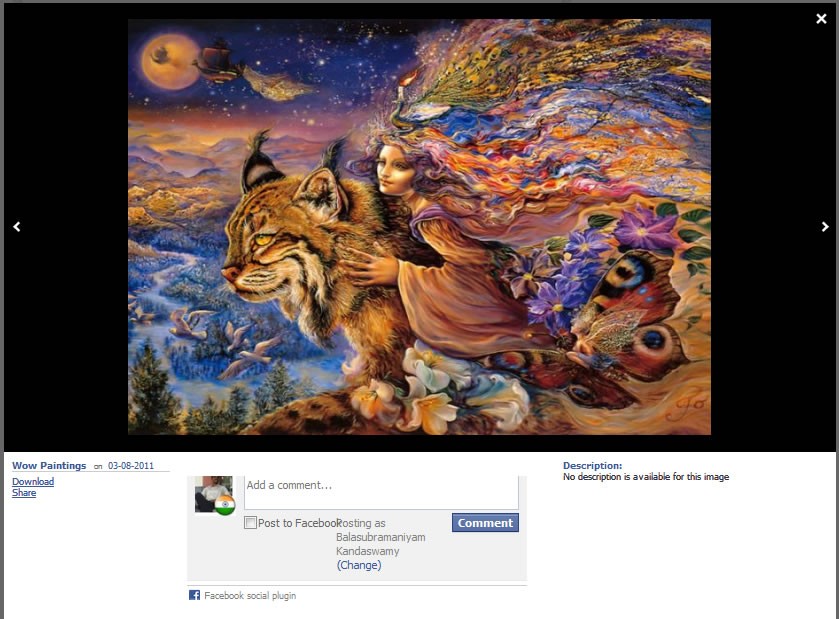 Jo
Wow Paintings on 03-08-2011
Download
Share
Add a comment...
Post to Facebook
Posting as
Balasubramaniyam
Kandaswamy
(Change)
Comment
Facebook social plugin
Description:
No description is available for this image